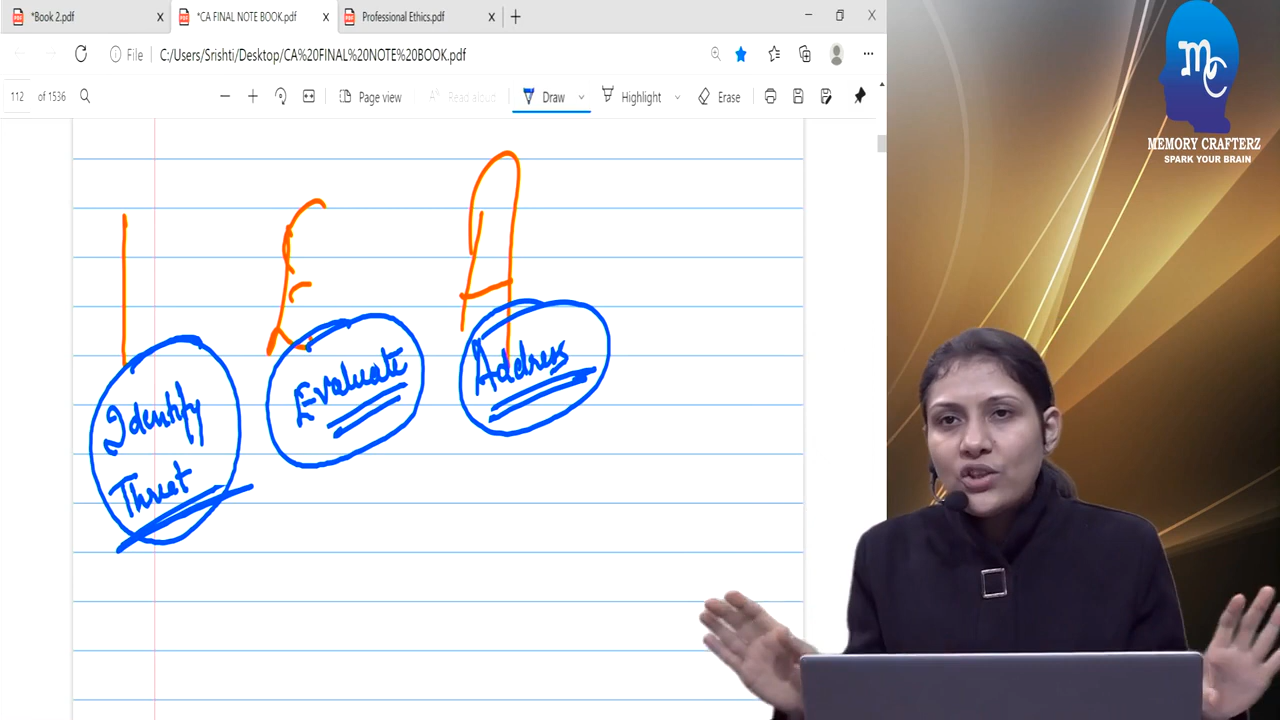 *Book 2.pdf
*CA FINAL NOTE BOOK.pdf
Professional Ethics.pdf
File
C:/Users/Srishti/Desktop/CA%20FINAL%20NOTE%20BOOK.pdf
112 of 1536
Page view
Read aloud
Draw
Highlight
Erase
I E A
Identify
Threat
Evaluate
Address
MC
MEMORY CRAFTERZ
SPARK YOUR BRAIN